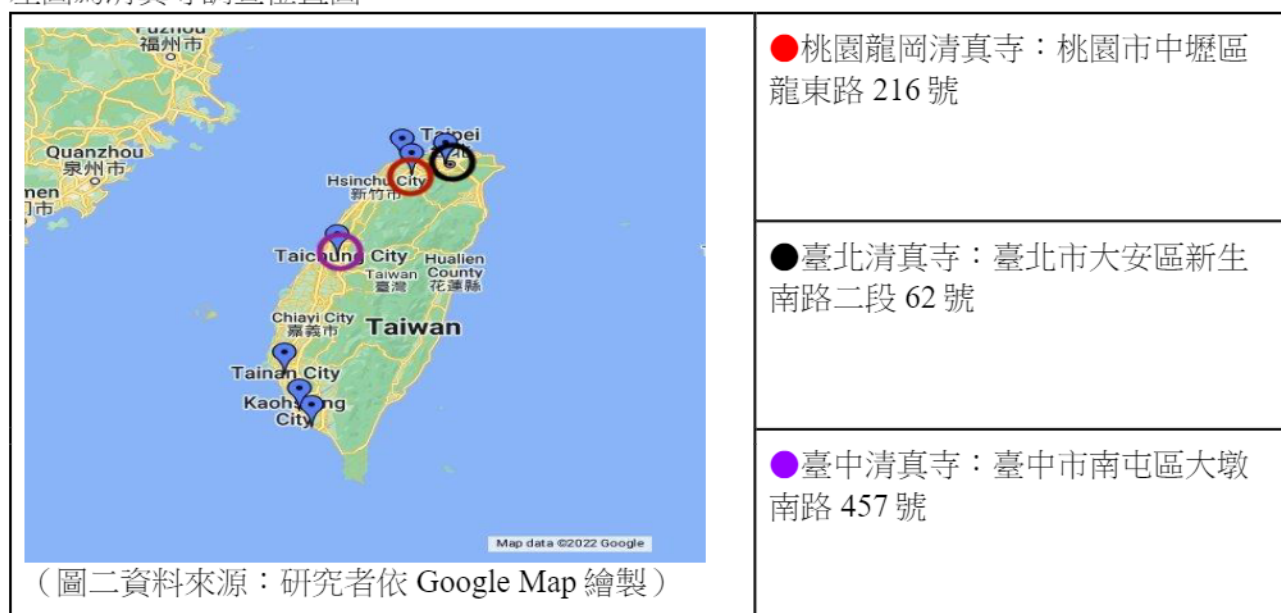 Fuzhou
福州市
Quanzhou
泉州市
men
門市
Taipei
Hsinchu City
新竹市
Taichung City
Hualien
County
花蓮縣
Taiwan
臺灣
Chiayi City
嘉義市
Taiwan
Tainan City
Kaohsiung
City
Map data ©2022 Google
（圖二資料來源：研究者依 Google Map 繪製）
●桃園龍岡清真寺：桃園市中壢區
龍東路 216 號
●臺北清真寺：臺北市大安區新生
南路二段 62 號
●臺中清真寺：臺中市南屯區大墩
南路 457 號